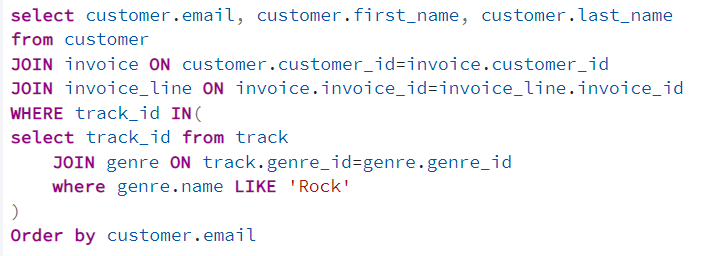 select customer.email, customer.first_name, customer.last_name
from customer
JOIN invoice ON customer.customer_id=invoice.customer_id
JOIN invoice_line ON invoice.invoice_id=invoice_line.invoice_id
WHERE track_id IN(
select track_id from track
    JOIN genre ON track.genre_id=genre.genre_id
    where genre.name LIKE 'Rock'
)
Order by customer.email